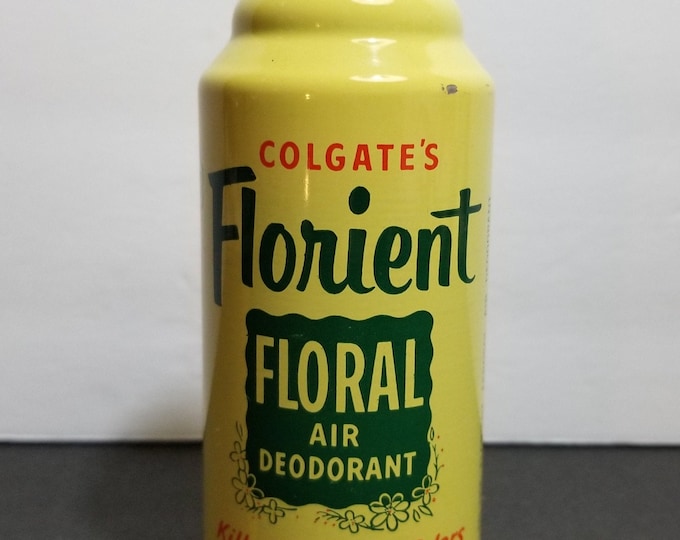 COLGATE'S
Florient
FLORAL
AIR
DEODORANT